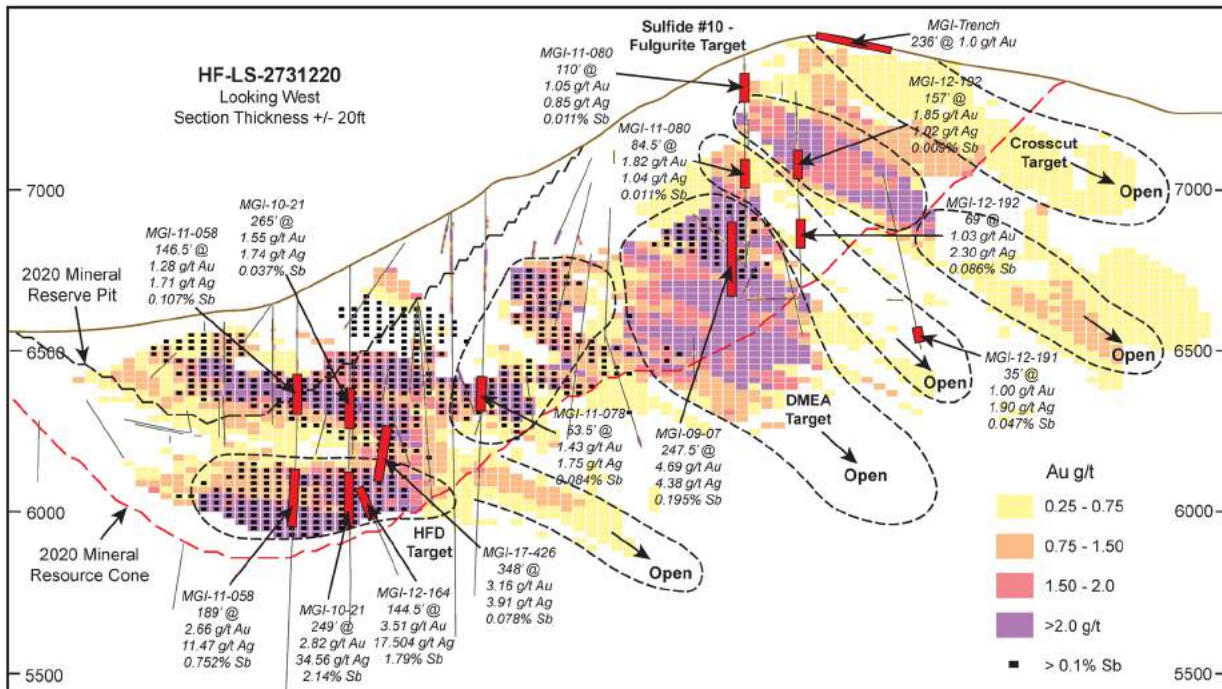 HF-LS-2731220
Looking West
Section Thickness +/- 20ft
Sulfide #10 -
Fulgurite Target
MGI-Trench
236' @ 1.0 g/t Au
MGI-11-080
110' @
1.05 g/t Au
0.85 g/t Ag
0.011% Sb
MGI-12-192
157' @
1.85 g/t Au
1.02 g/t Ag
0.009% Sb
MGI-11-080
84.5' @
1.82 g/t Au
1.04 g/t Ag
0.011% Sb
Crosscut
Target
Open
7000
7000
MGI-10-21
265' @
1.55 g/t Au
1.74 g/t Ag
0.037% Sb
MGI-11-058
146.5' @
1.28 g/t Au
1.71 g/t Ag
0.107% Sb
MGI-12-192
69' @
1.03 g/t Au
2.30 g/t Ag
0.086% Sb
2020 Mineral
Reserve Pit
6500
6500
Open
Open
MGI-12-191
35' @
1.00 g/t Au
1.90 g/t Ag
0.047% Sb
DMEA
Target
Open
MGI-11-078
53.5' @
1.43 g/t Au
1.75 g/t Ag
0.084% Sb
MGI-09-07
247.5' @
4.69 g/t Au
4.38 g/t Ag
0.195% Sb
6000
6000
HFD
Target
2020 Mineral
Resource Cone
MGI-17-426
348' @
3.16 g/t Au
3.91 g/t Ag
0.078% Sb
Open
MGI-11-058
189' @
2.66 g/t Au
11.47 g/t Ag
0.752% Sb
MGI-10-21
249' @
2.82 g/t Au
34.56 g/t Ag
2.14% Sb
MGI-12-164
144.5' @
3.51 g/t Au
17.504 g/t Ag
1.79% Sb
Au g/t
0.25 - 0.75
0.75 - 1.50
1.50 - 2.0
>2.0 g/t
> 0.1% Sb
5500
5500